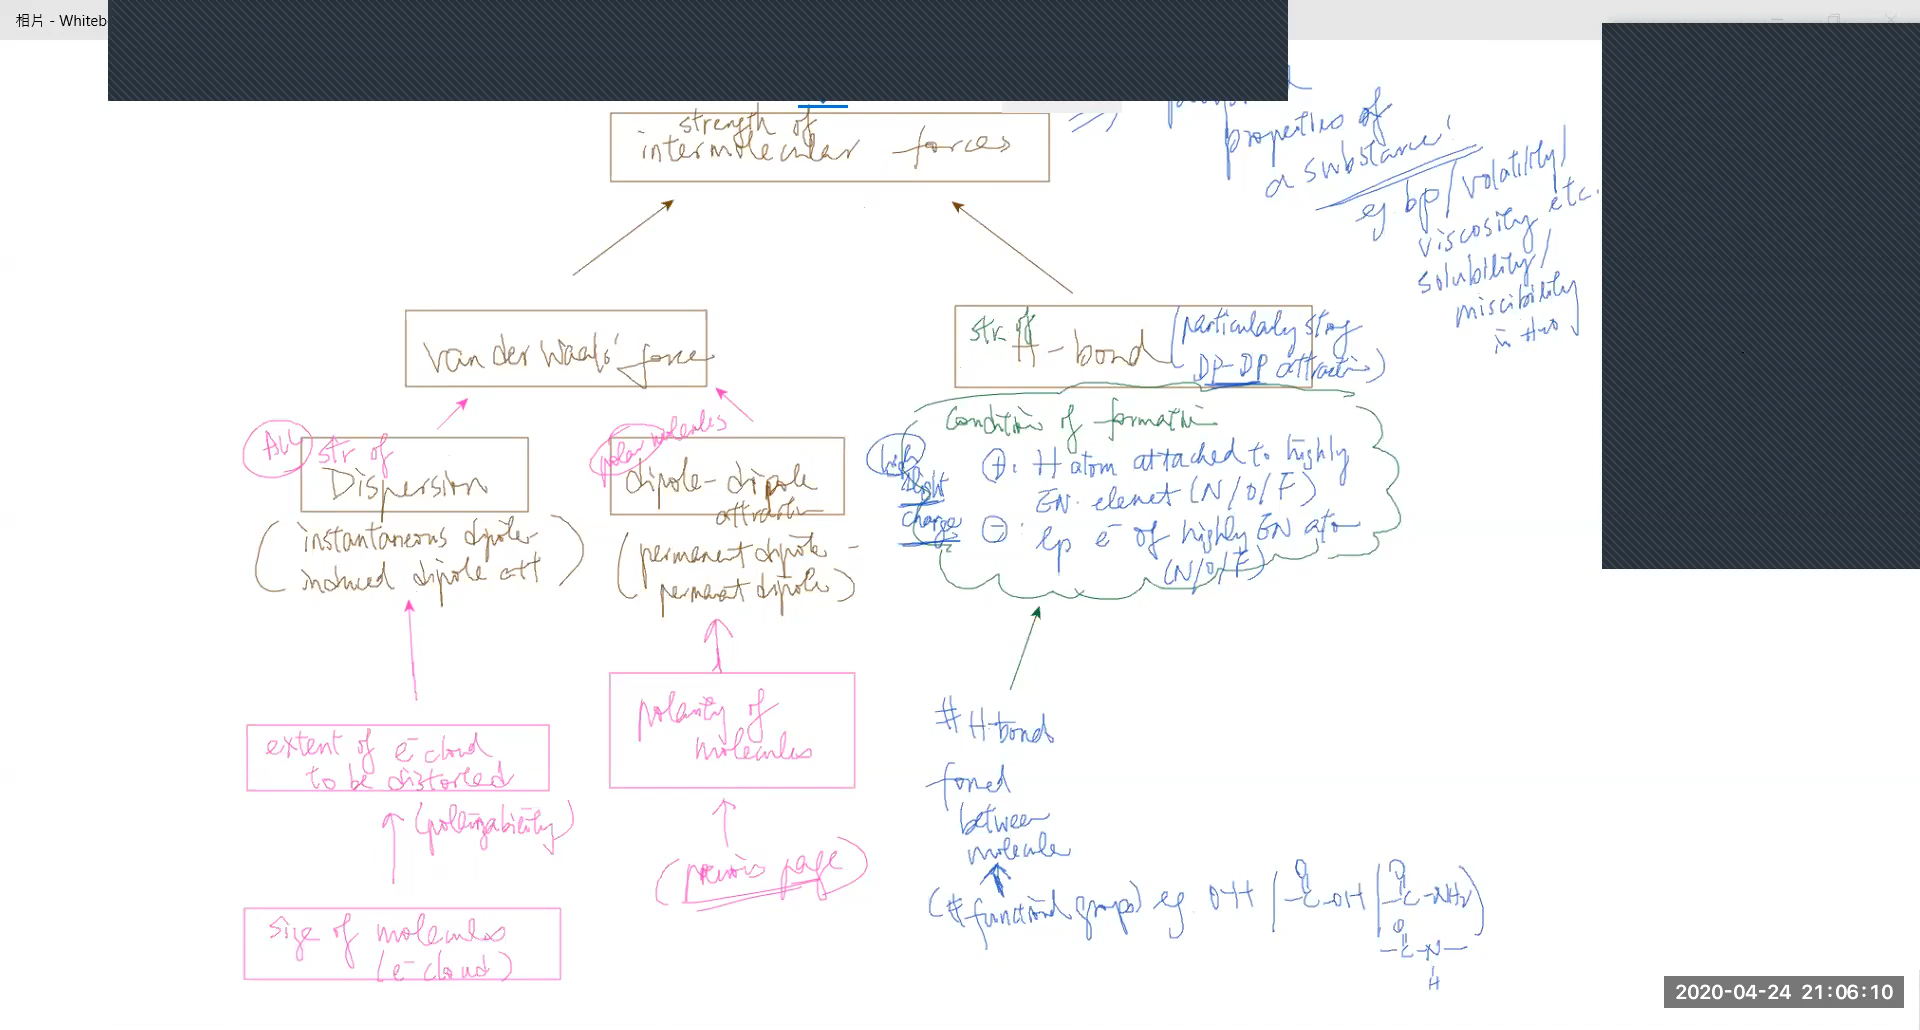 相片 - Whiteb
properties of
a substance
strength of
intermolecular forces
eg bp/volatility/
viscosity etc.
solubility/
miscibility
in H2O
van der Waals' force
str of
H-bond (particularly strong
DP-DP attraction)
ALL
str of
Dispersion
(instantaneous dipole-
induced dipole att)
polar molecules
dipole-dipole
attraction
(permanent dipole -
permanent dipole)
Condition of formation
high
charge
⊕: H atom attached to highly
EN. element (N/O/F)
⊖: lp e⁻ of highly EN atom
(N/O/F)
extent of e⁻ cloud
to be distorted
(polarizability)
size of molecules
(e⁻ cloud)
polarity of
molecules
(previous page)
# H-bonds
formed
between
molecule
(# functional groups) eg OH | -C-OH | -C-NH2)
O
-C-N-
H
2020-04-24 21:06:10